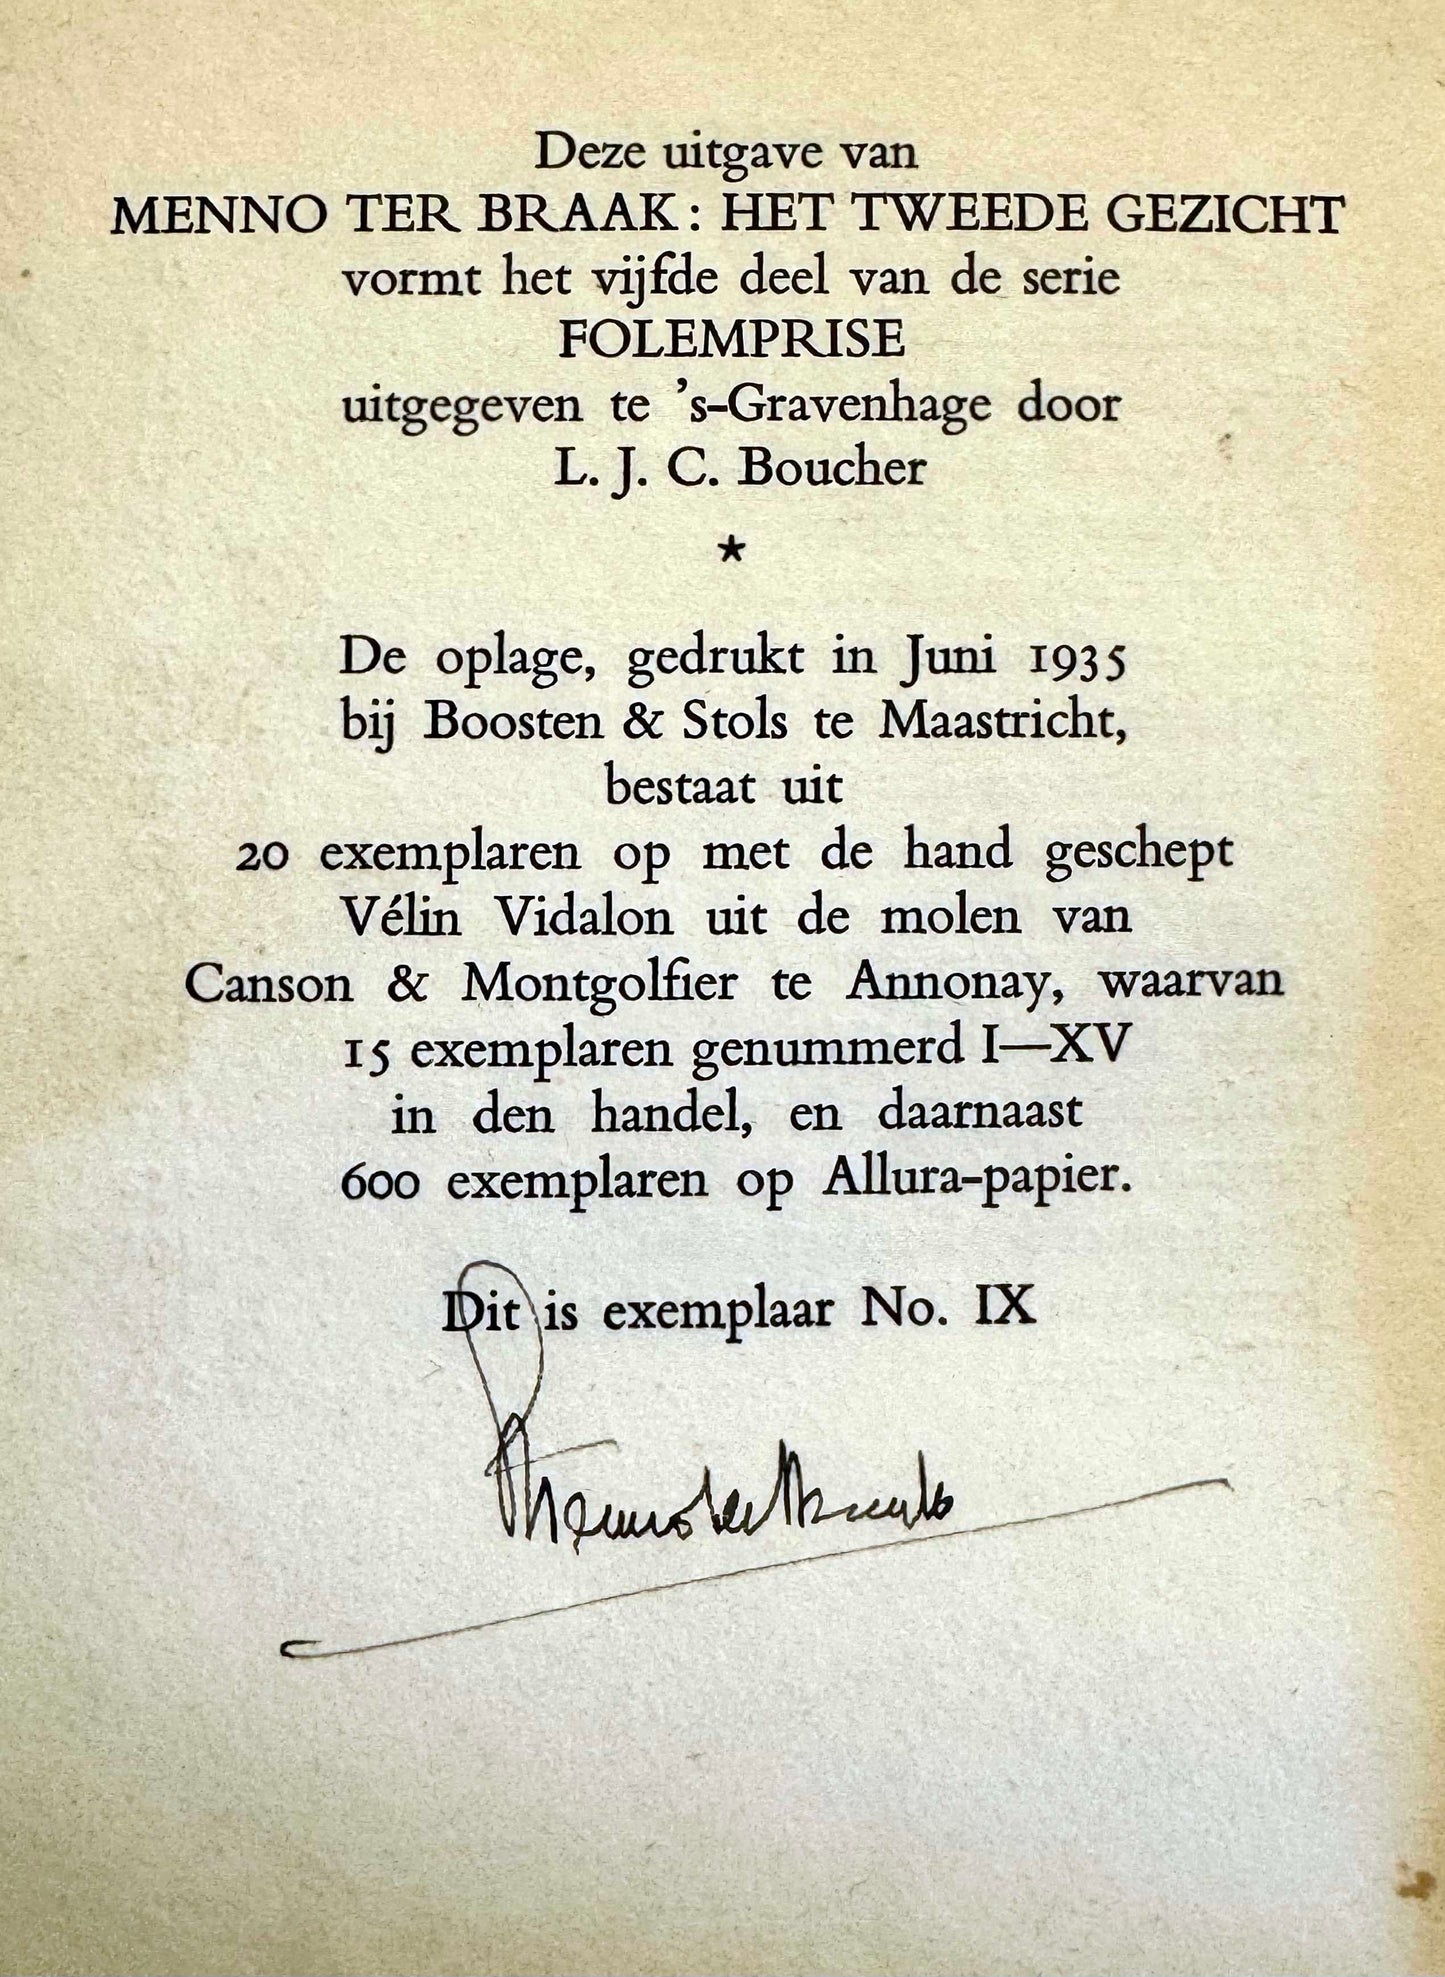 Deze uitgave van
MENNO TER BRAAK: HET TWEEDE GEZICHT
vormt het vijfde deel van de serie
FOLEMPRISE
uitgegeven te 's-Gravenhage door
L. J. C. Boucher
*
De oplage, gedrukt in Juni 1935
bij Boosten & Stols te Maastricht,
bestaat uit
20 exemplaren op met de hand geschept
Vélin Vidalon uit de molen van
Canson & Montgolfier te Annonay, waarvan
15 exemplaren genummerd I—XV
in den handel, en daarnaast
600 exemplaren op Allura-papier.
Dit is exemplaar No. IX
Menno ter Braak